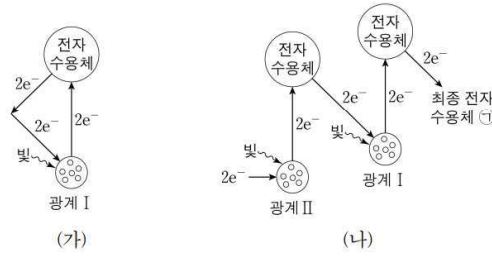 전자
수용체
2e⁻
2e⁻
2e⁻
빛
광계 Ⅰ
(가)
전자
수용체
전자
수용체
2e⁻
2e⁻
2e⁻
2e⁻
최종 전자
수용체 ㉠
빛
빛
2e⁻
광계 Ⅰ
광계 Ⅱ
(나)